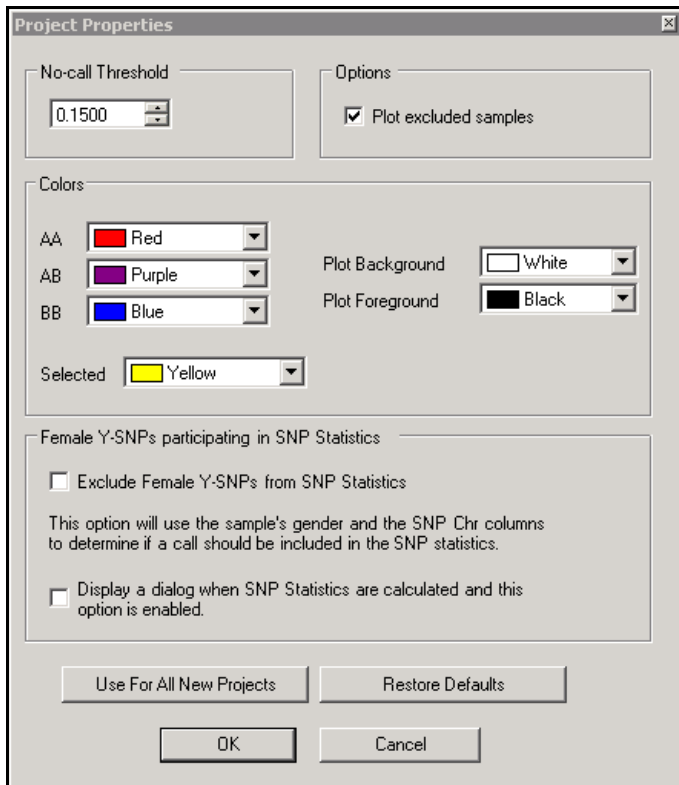 Project Properties
No-call Threshold
0.1500
Options
Plot excluded samples
Colors
AA Red
AB Purple
BB Blue
Plot Background White
Plot Foreground Black
Selected Yellow
Female Y-SNPs participating in SNP Statistics
Exclude Female Y-SNPs from SNP Statistics
This option will use the sample's gender and the SNP Chr columns
to determine if a call should be included in the SNP statistics.
Display a dialog when SNP Statistics are calculated and this
option is enabled.
Use For All New Projects
Restore Defaults
OK
Cancel